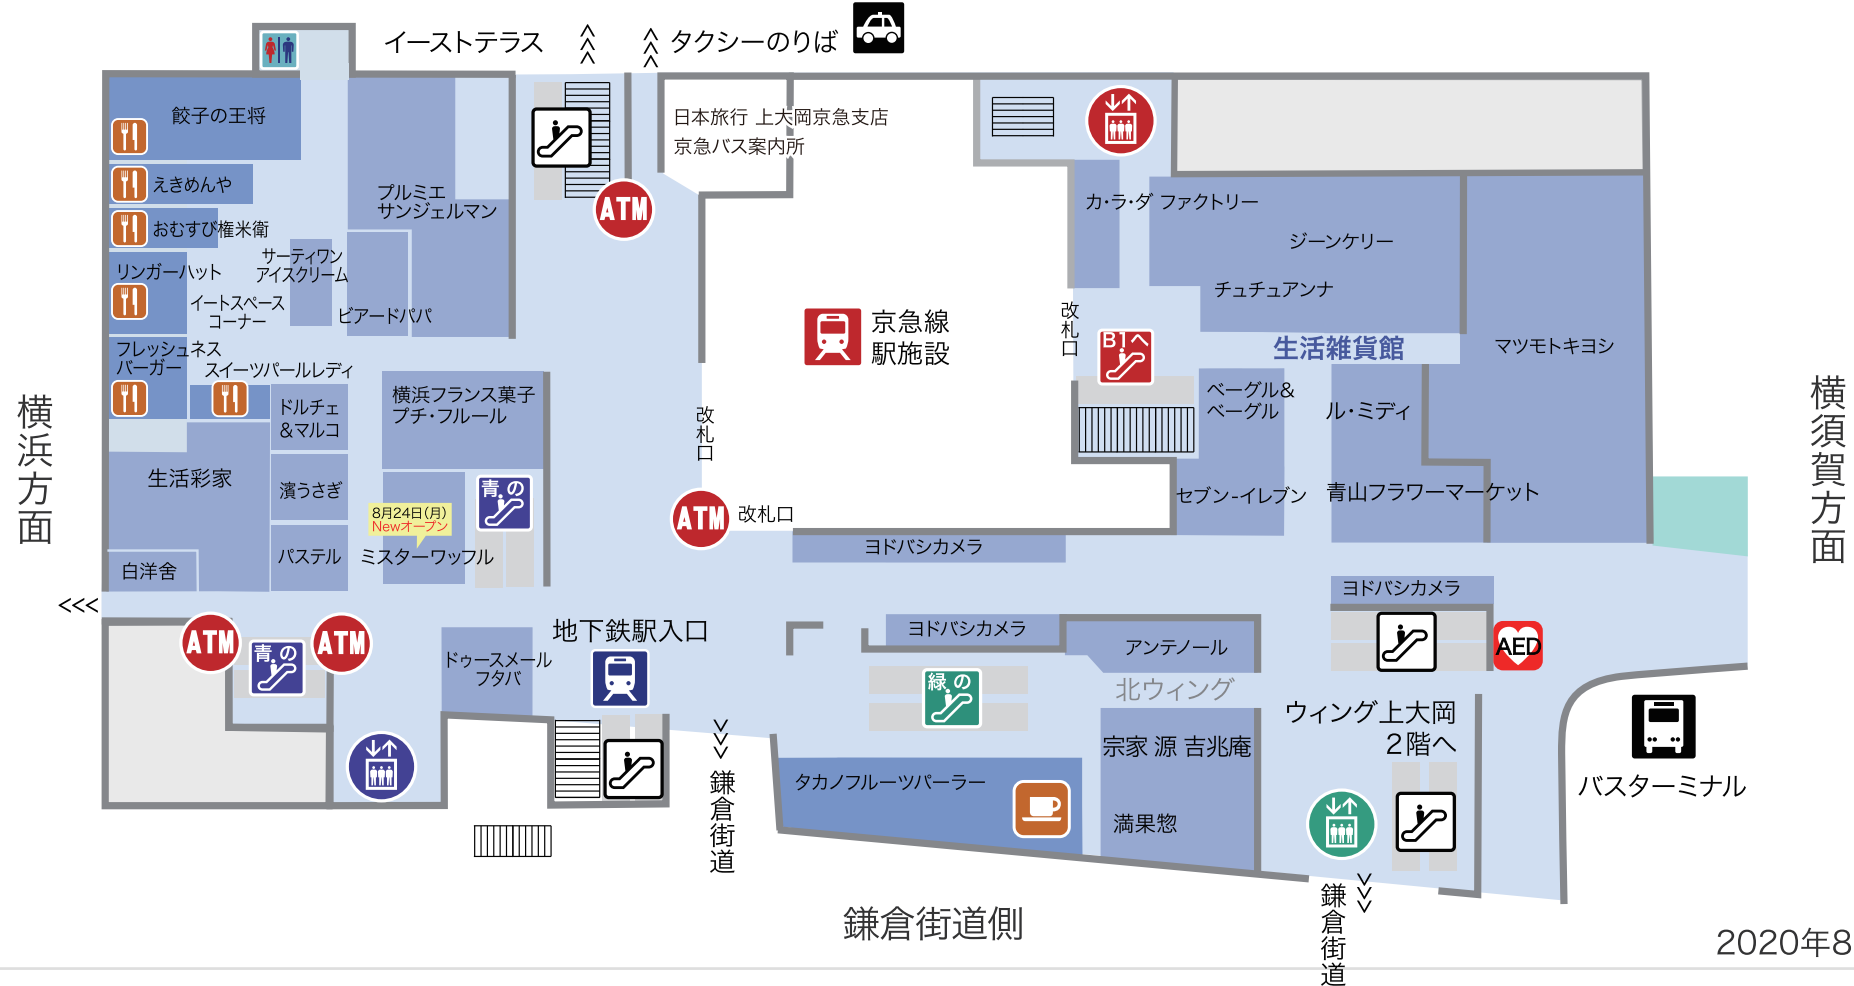 イーストテラス
タクシーのりば
餃子の王将
えきめんや
おむすび権米衛
リンガーハット
サーティワン
アイスクリーム
イートスペース
コーナー
ビアードパパ
プルミエ
サンジェルマン
フレッシュネス
バーガー
スイーツパールレディ
ドルチェ
&マルコ
横浜フランス菓子
プチ・フルール
生活彩家
濱うさぎ
青の
8月24日(月)
Newオープン
ミスターワッフル
パステル
白洋舎
横浜方面
ATM
日本旅行 上大岡京急支店
京急バス案内所
京急線
駅施設
改札口
改札口
ATM
改札口
カ・ラ・ダ ファクトリー
ジーンケリー
チュチュアンナ
生活雑貨館
マツモトキヨシ
B1へ
ベーグル&
ベーグル
ル・ミディ
セブン-イレブン
青山フラワーマーケット
横須賀方面
ヨドバシカメラ
ヨドバシカメラ
ATM
ATM
青の
ドゥースメール
フタバ
地下鉄駅入口
ヨドバシカメラ
アンテノール
緑の
北ウィング
AED
ウィング上大岡
2階へ
宗家 源 吉兆庵
タカノフルーツパーラー
満果惣
バスターミナル
鎌倉街道
鎌倉街道
鎌倉街道側
2020年8